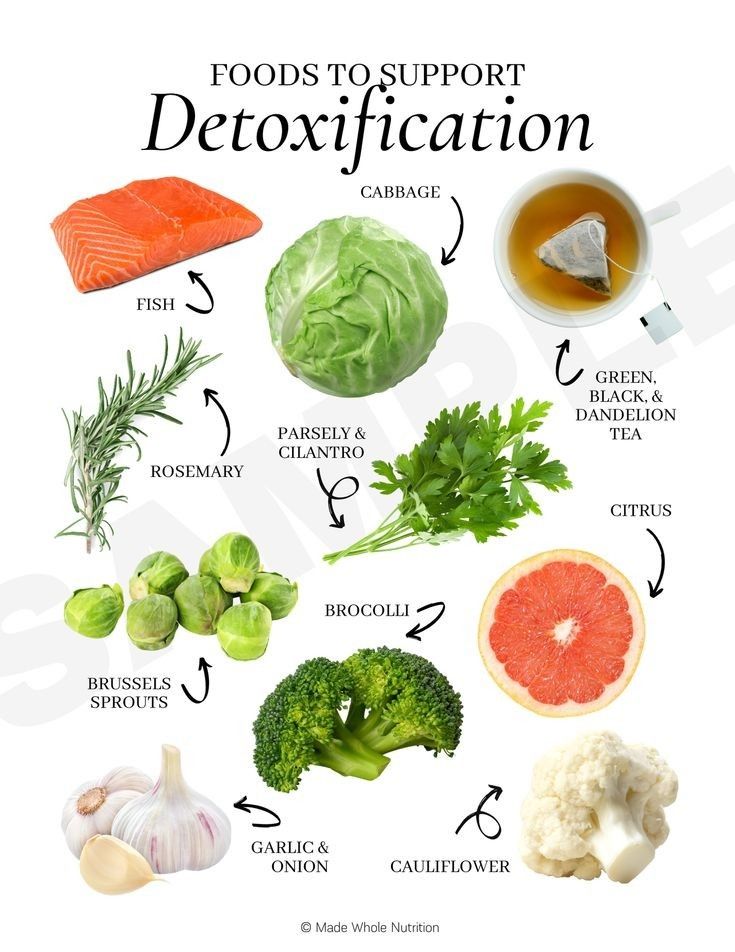 FOODS TO SUPPORT
Detoxification
CABBAGE
FISH
GREEN,
BLACK, &
DANDELION
TEA
ROSEMARY
PARSELY &
CILANTRO
CITRUS
BROCOLLI
BRUSSELS
SPROUTS
GARLIC &
ONION
CAULIFLOWER
SAMPLE
© Made Whole Nutrition